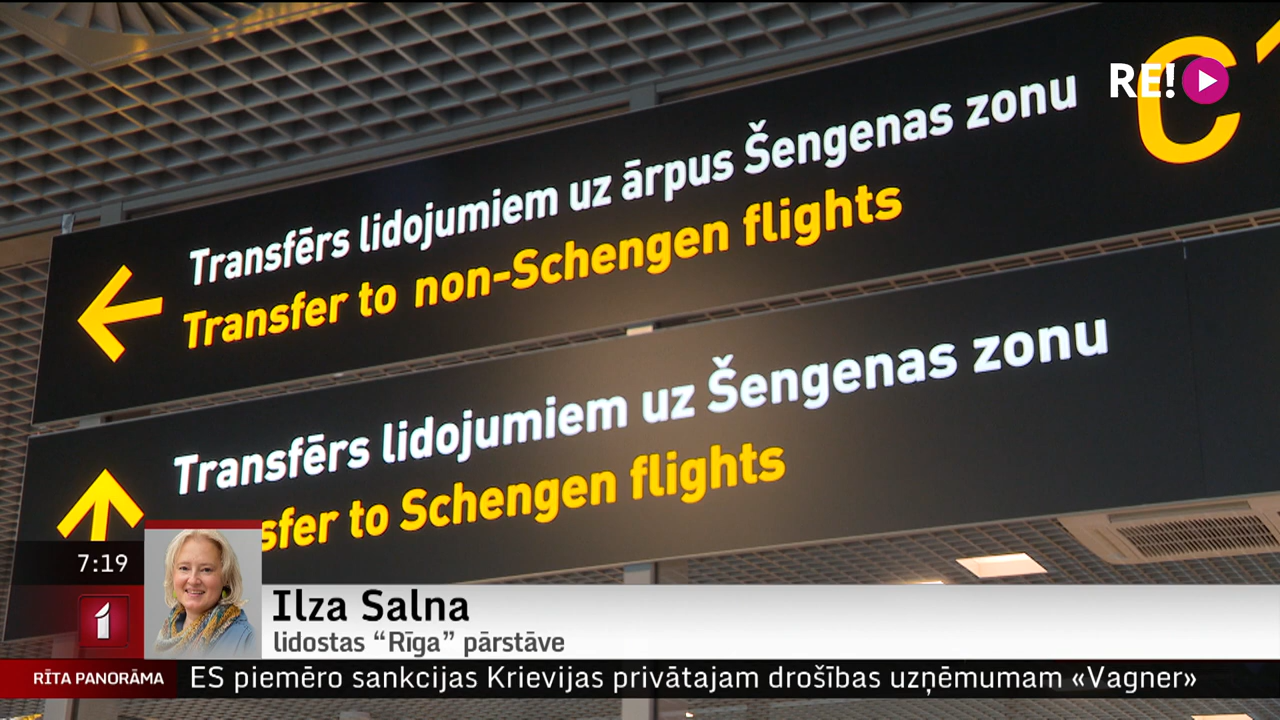 RE!
C1
Transfērs lidojumiem uz ārpus Šengenas zonu
Transfer to non-Schengen flights
Transfērs lidojumiem uz Šengenas zonu
sfer to Schengen flights
7:19
1
Ilza Salna
lidostas “Rīga” pārstāve
RĪTA PANORĀMA
ES piemēro sankcijas Krievijas privātajam drošības uzņēmumam «Vagner»